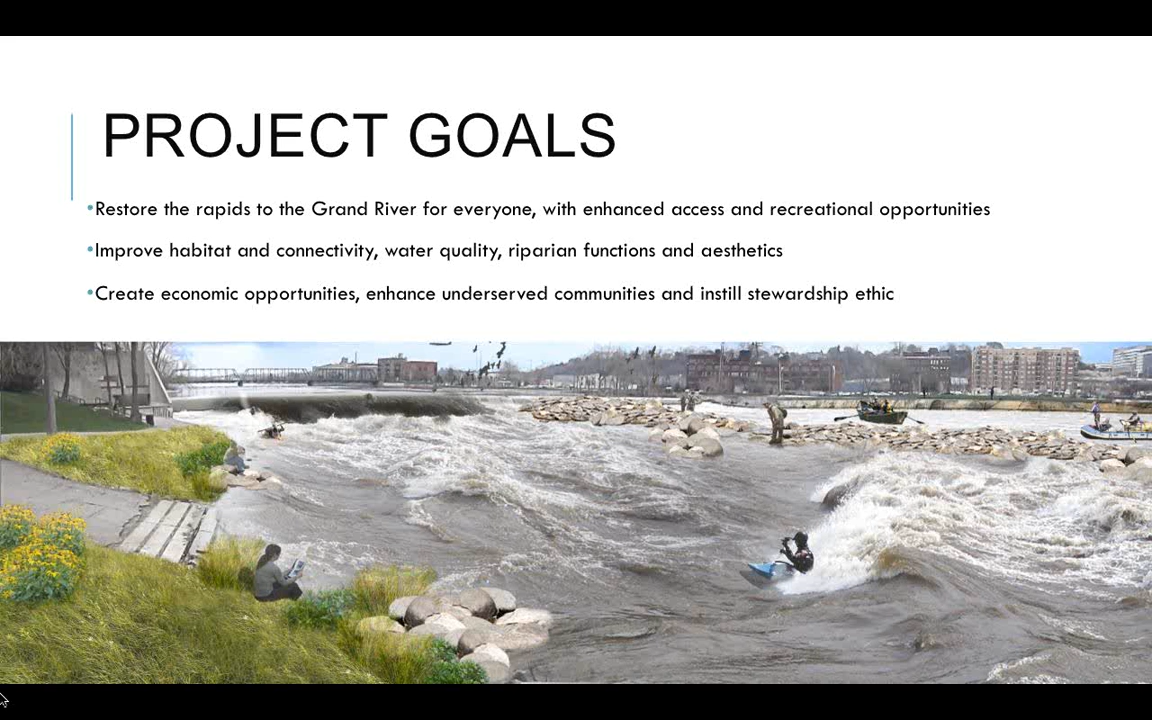 PROJECT GOALS
•Restore the rapids to the Grand River for everyone, with enhanced access and recreational opportunities
•Improve habitat and connectivity, water quality, riparian functions and aesthetics
•Create economic opportunities, enhance underserved communities and instill stewardship ethic